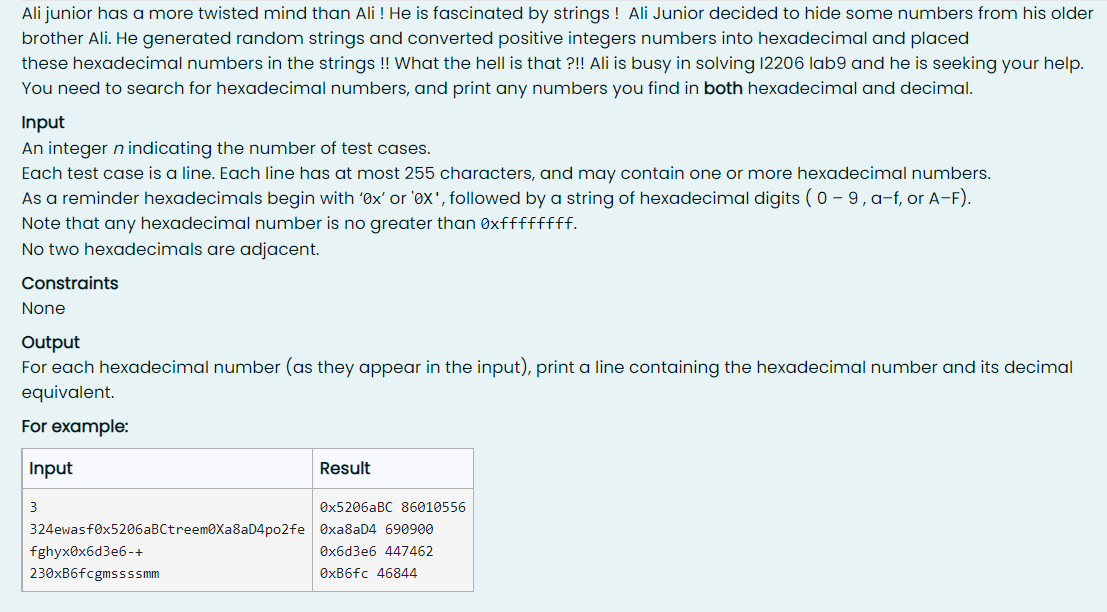 Ali junior has a more twisted mind than Ali ! He is fascinated by strings !  Ali Junior decided to hide some numbers from his older
brother Ali. He generated random strings and converted positive integers numbers into hexadecimal and placed
these hexadecimal numbers in the strings !! What the hell is that ?!! Ali is busy in solving I2206 lab9 and he is seeking your help.
You need to search for hexadecimal numbers, and print any numbers you find in both hexadecimal and decimal.
Input
An integer n indicating the number of test cases.
Each test case is a line. Each line has at most 255 characters, and may contain one or more hexadecimal numbers.
As a reminder hexadecimals begin with ‘0x’ or '0X', followed by a string of hexadecimal digits ( 0 – 9 , a–f, or A–F).
Note that any hexadecimal number is no greater than 0xffffffff.
No two hexadecimals are adjacent.
Constraints
None
Output
For each hexadecimal number (as they appear in the input), print a line containing the hexadecimal number and its decimal
equivalent.
For example:
Input Result
3 0x5206aBC 86010556
324ewasf0x5206aBCtreem0Xa8aD4po2fe 0xa8aD4 690900
fghyx0x6d3e6-+ 0x6d3e6 447462
230xB6fcgmssssmm 0xB6fc 46844